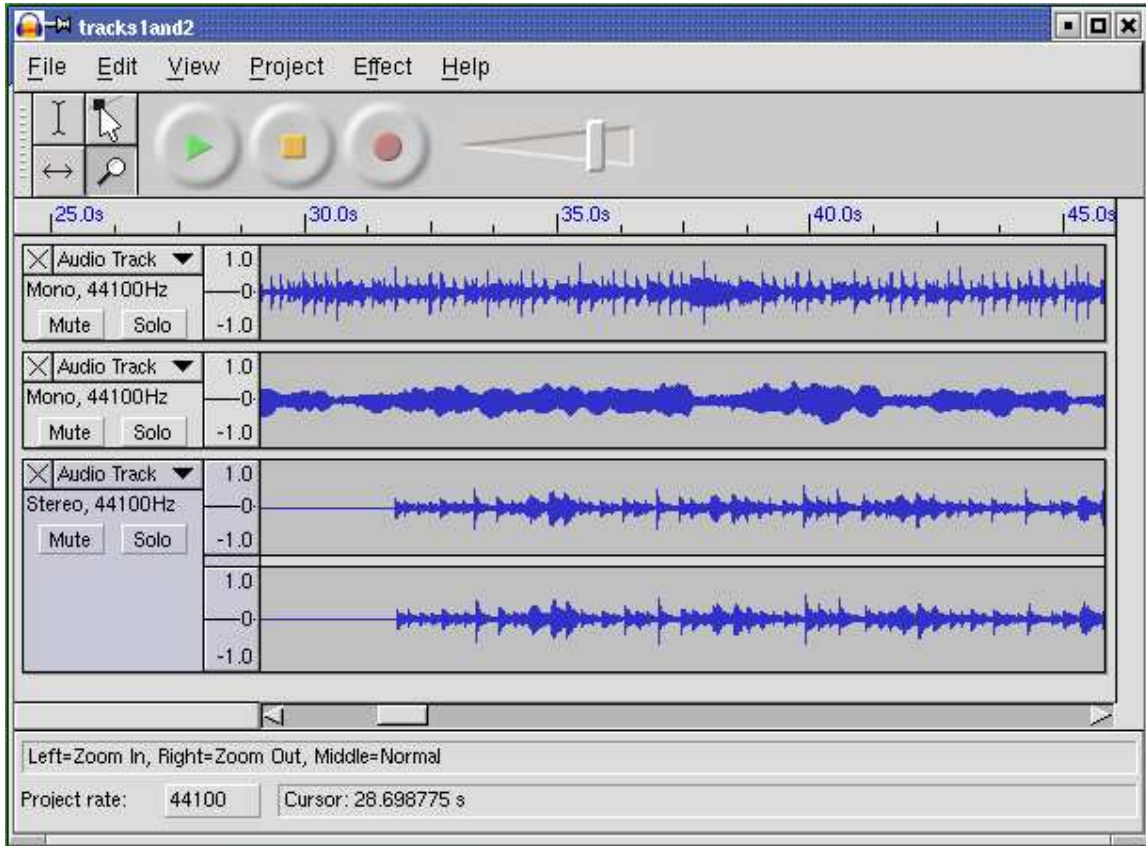 tracks1and2
File Edit View Project Effect Help
25.0s 30.0s 35.0s 40.0s 45.0s
Audio Track 1.0
Mono, 44100Hz 0
Mute Solo -1.0
Audio Track 1.0
Mono, 44100Hz 0
Mute Solo -1.0
Audio Track 1.0
Stereo, 44100Hz 0
Mute Solo -1.0
1.0
0
-1.0
Left=Zoom In, Right=Zoom Out, Middle=Normal
Project rate: 44100 Cursor: 28.698775 s